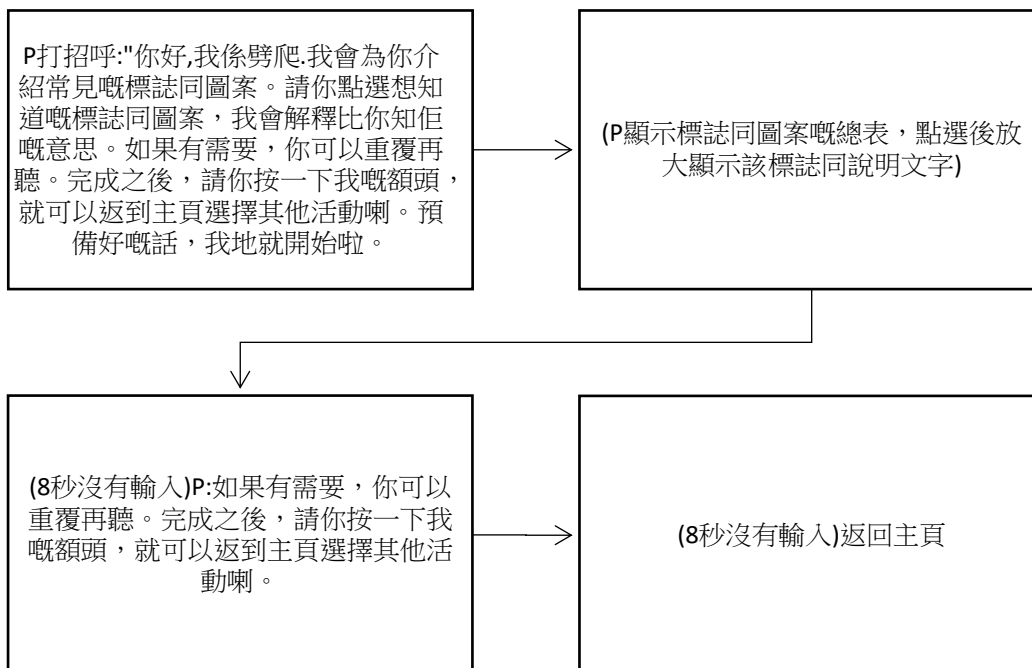 P打招呼:"你好,我係劈爬.我會為你介
紹常見嘅標誌同圖案。請你點選想知
道嘅標誌同圖案，我會解釋比你知佢
嘅意思。如果有需要，你可以重覆再
聽。完成之後，請你按一下我嘅額頭，
就可以返到主頁選擇其他活動喇。預
備好嘅話，我地就開始啦。
(P顯示標誌同圖案嘅總表，點選後放
大顯示該標誌同說明文字)
(8秒沒有輸入)P:如果有需要，你可以
重覆再聽。完成之後，請你按一下我
嘅額頭，就可以返到主頁選擇其他活
動喇。
(8秒沒有輸入)返回主頁